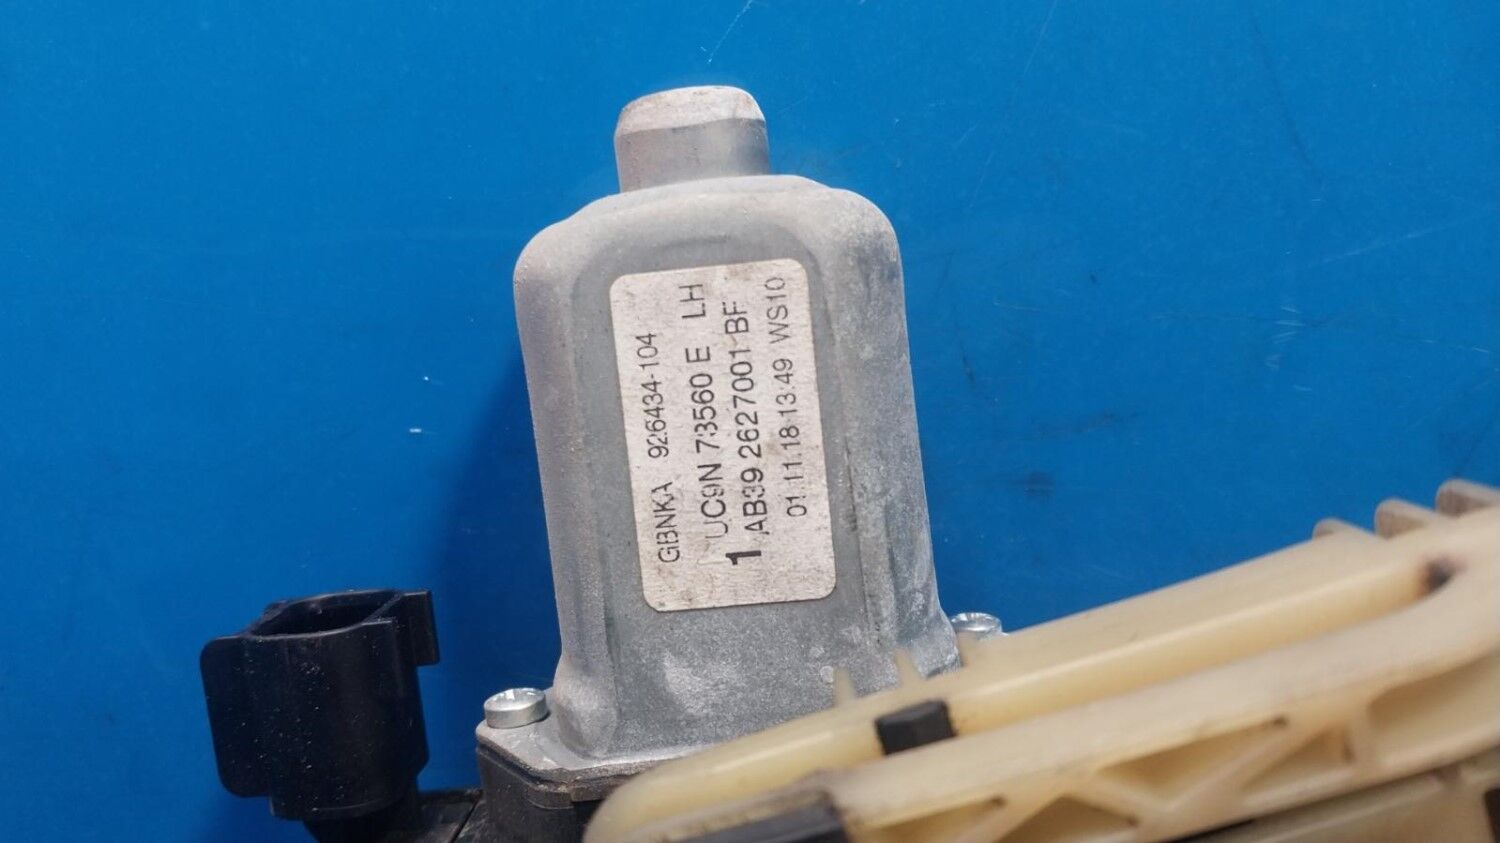 GBNKA 926434-104
UC9N 73560 E LH
1 AB39 2627001 BF
01.11.18 13:49 WS10